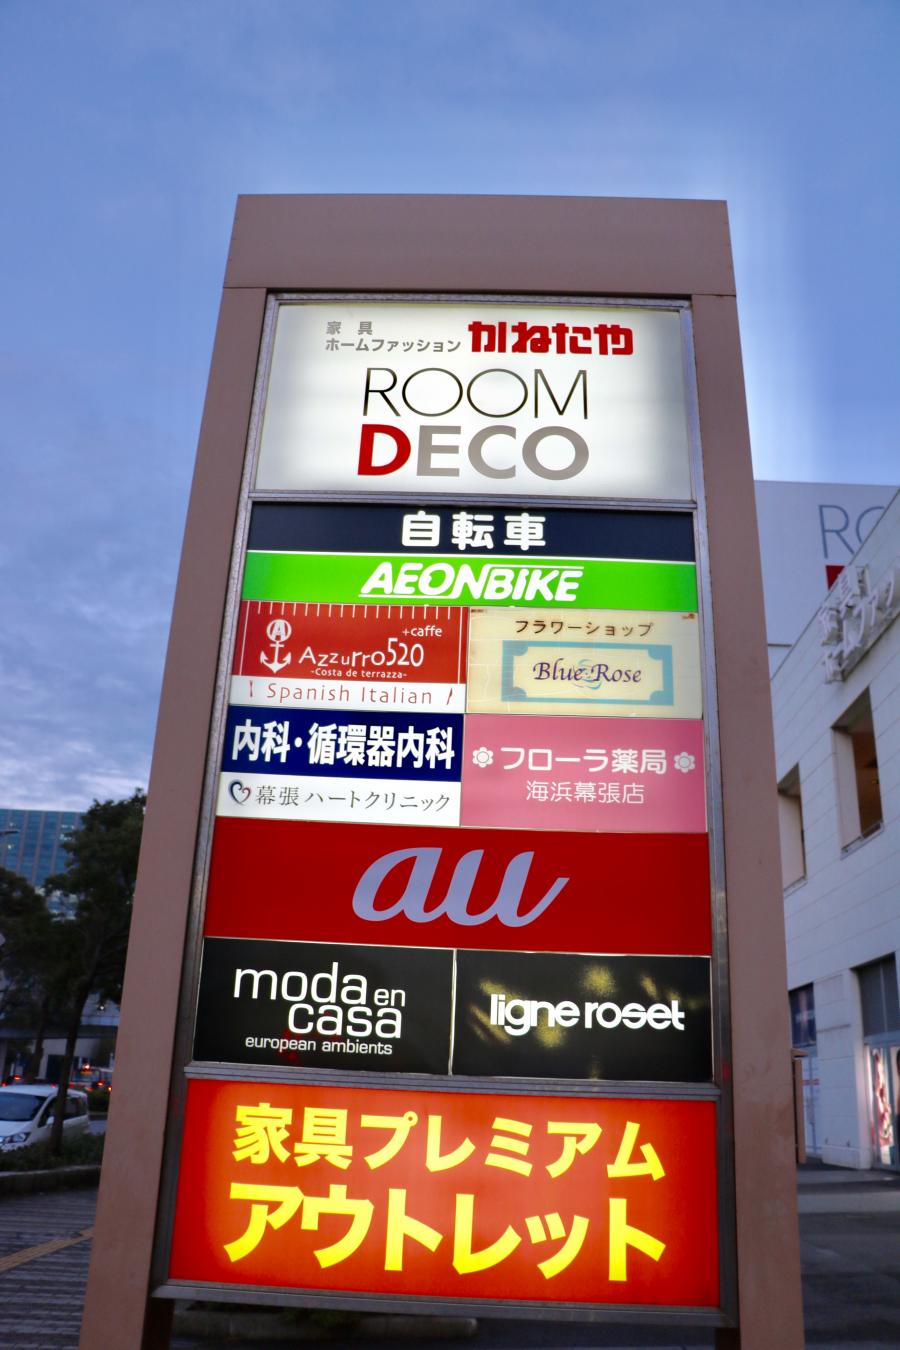 家具
ホームファッション かねたや
ROOM
DECO
自転車
AEONBIKE
+caffe
Azzurro520
-Costa de terrazza-
Spanish Italian
フラワーショップ
Blue Rose
内科・循環器内科
幕張 ハートクリニック
フローラ薬局
海浜幕張店
au
moda en
casa
european ambients
ligne roset
家具プレミアム
アウトレット
RO